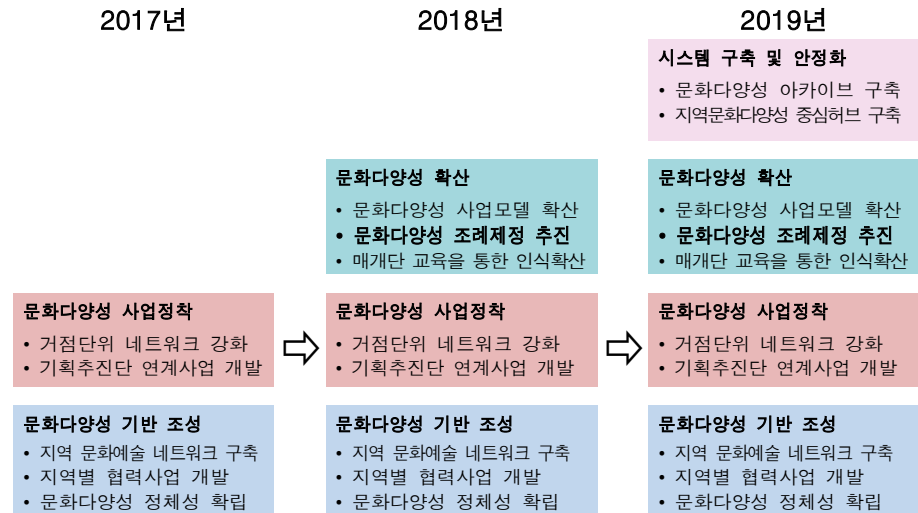 2017년
2018년
2019년
시스템 구축 및 안정화
• 문화다양성 아카이브 구축
• 지역문화다양성 중심허브 구축
문화다양성 확산
• 문화다양성 사업모델 확산
• 문화다양성 조례제정 추진
• 매개단 교육을 통한 인식확산
문화다양성 확산
• 문화다양성 사업모델 확산
• 문화다양성 조례제정 추진
• 매개단 교육을 통한 인식확산
문화다양성 사업정착
• 거점단위 네트워크 강화
• 기획추진단 연계사업 개발
문화다양성 사업정착
• 거점단위 네트워크 강화
• 기획추진단 연계사업 개발
문화다양성 사업정착
• 거점단위 네트워크 강화
• 기획추진단 연계사업 개발
문화다양성 기반 조성
• 지역 문화예술 네트워크 구축
• 지역별 협력사업 개발
• 문화다양성 정체성 확립
문화다양성 기반 조성
• 지역 문화예술 네트워크 구축
• 지역별 협력사업 개발
• 문화다양성 정체성 확립
문화다양성 기반 조성
• 지역 문화예술 네트워크 구축
• 지역별 협력사업 개발
• 문화다양성 정체성 확립